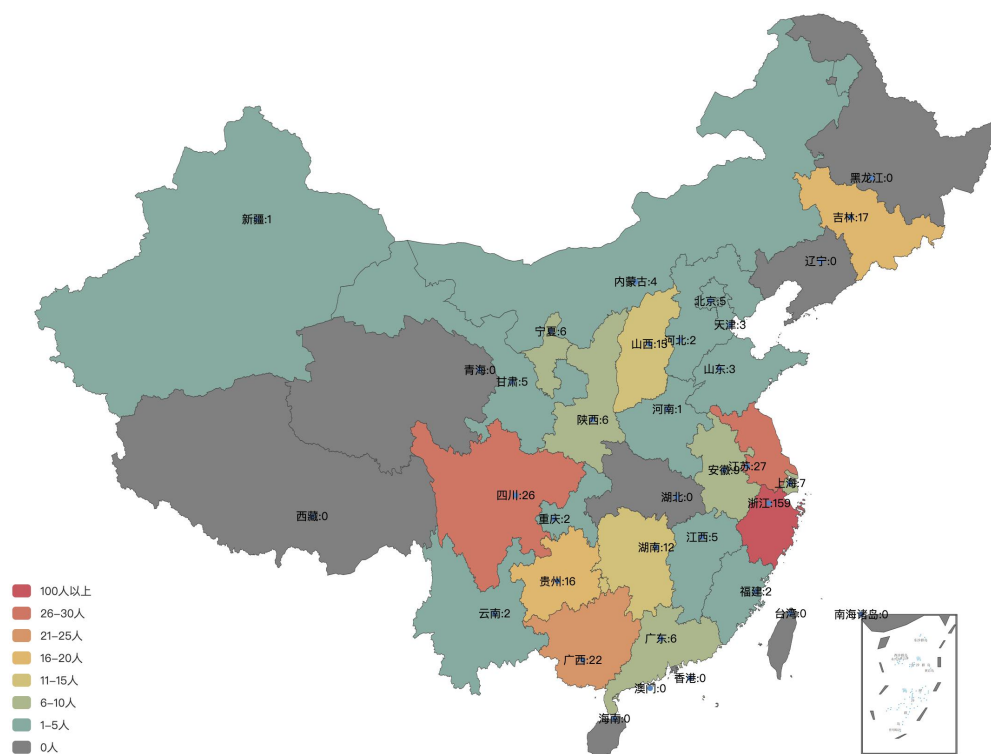 黑龙江:0
吉林:17
新疆:1
辽宁:0
内蒙古:4
北京:5
天津:3
宁夏:6
山西:15
河北:2
青海:0
甘肃:5
山东:3
河南:1
陕西:6
安徽:9
江苏:27
上海:7
四川:26
湖北:0
浙江:159
西藏:0
重庆:2
江西:5
湖南:12
贵州:16
福建:2
云南:2
台湾:0
南海诸岛:0
广东:6
广西:22
香港:0
澳门:0
海南:0
100人以上
26-30人
21-25人
16-20人
11-15人
6-10人
1-5人
0人